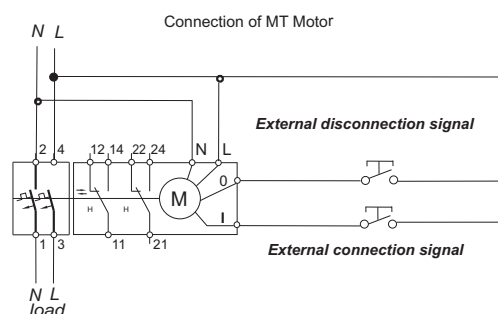 Connection of MT Motor
N L
2 4 12 14 22 24 N L
External disconnection signal
M
0
H H
I
1 3 11 21
External connection signal
N L
load